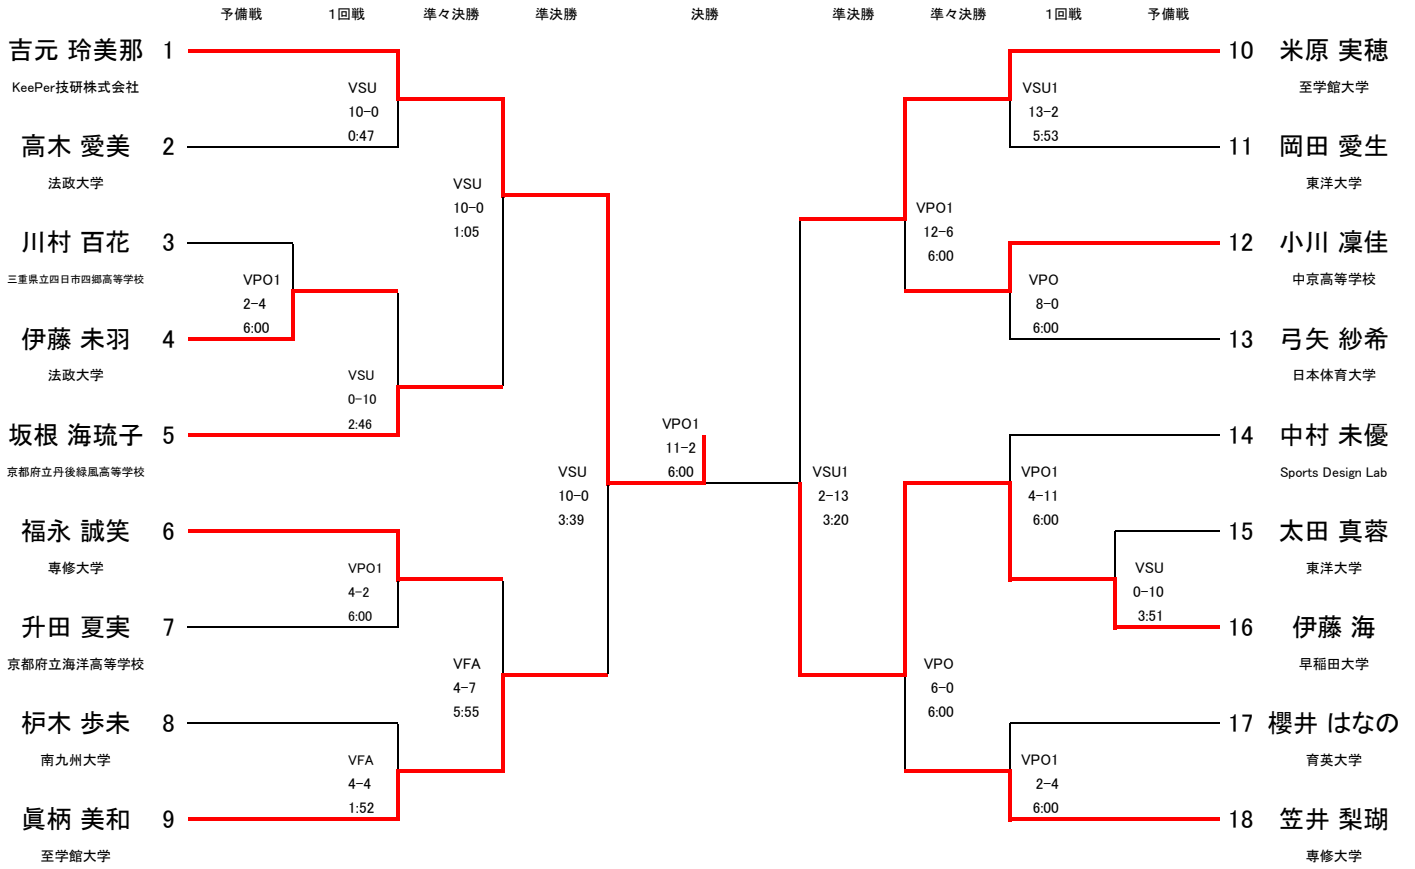 予備戦 1回戦 準々決勝 準決勝 決勝 準決勝 準々決勝 1回戦 予備戦
吉元 玲美那 1
KeePer技研株式会社
VSU
10-0
0:47
高木 愛美 2
法政大学
VSU
10-0
1:05
川村 百花 3
三重県立四日市四郷高等学校
VPO1
2-4
6:00
伊藤 未羽 4
法政大学
VSU
0-10
2:46
坂根 海琉子 5
京都府立丹後緑風高等学校
VSU
10-0
3:39
福永 誠笑 6
専修大学
VPO1
4-2
6:00
升田 夏実 7
京都府立海洋高等学校
VFA
4-7
5:55
枦木 歩未 8
南九州大学
VFA
4-4
1:52
眞柄 美和 9
至学館大学
VPO1
11-2
6:00
10 米原 実穂
至学館大学
VSU1
13-2
5:53
11 岡田 愛生
東洋大学
VPO1
12-6
6:00
12 小川 凜佳
中京高等学校
VPO
8-0
6:00
13 弓矢 紗希
日本体育大学
VSU1
2-13
3:20
14 中村 未優
Sports Design Lab
VPO1
4-11
6:00
15 太田 真蓉
東洋大学
VSU
0-10
3:51
16 伊藤 海
早稲田大学
VPO
6-0
6:00
17 櫻井 はなの
育英大学
VPO1
2-4
6:00
18 笠井 梨瑚
専修大学